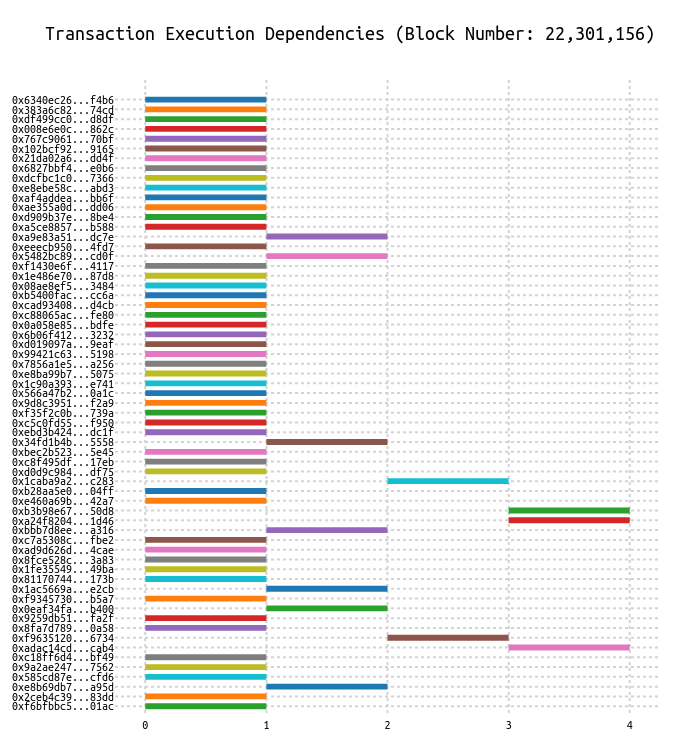 Transaction Execution Dependencies (Block Number: 22,301,156)
0x6340ec26...f4b6
0x383a6c82...74cd
0xdf499cc0...d8df
0x008e6e0c...862c
0x767c9061...70bf
0x102bcf92...9165
0x21da02a6...dd4f
0x6827bbf4...e0b6
0xdcfbc1c0...7366
0xe8ebe58c...abd3
0xaf4addea...bb6f
0xae355a0d...dd06
0xd909b37e...8be4
0xa5ce8857...b588
0xa9e83a51...dc7e
0xeeecb950...4fd7
0x5482bc89...cd0f
0xf1430e6f...4117
0x1e486e70...87d8
0x08ae8ef5...3484
0xb5400fac...cc6a
0xcad93408...d4cb
0xc88065ac...fe80
0x0a058e85...bdfe
0x6b06f412...3232
0xd019097a...9eaf
0x99421c63...5198
0x7856a1e5...a256
0xe8ba99b7...5075
0x1c90a393...e741
0x566a47b2...0a1c
0x9d8c3951...f2a9
0xf35f2c0b...739a
0xc5c0fd55...f950
0xebd3b424...dc1f
0x34fd1b4b...5558
0xbec2b523...5e45
0xc8f495df...17eb
0xd0d9c984...df75
0x1caba9a2...c283
0xb28aa5e0...04ff
0xe460a69b...42a7
0xb3b98e67...50d8
0xa24f8204...1d46
0xbbb7d8ee...a316
0xc7a5308c...fbe2
0xad9d626d...4cae
0x8fce528c...3a83
0x1fe35549...49ba
0x81170744...173b
0x1ac5669a...e2cb
0xf9345730...b5a7
0x0eaf34fa...b400
0x9259db51...fa2f
0x8fa7d789...0a58
0xf9635120...6734
0xadac14cd...cab4
0xc18ff6d4...bf49
0x9a2ae247...7562
0x585cd87e...cfd6
0xe8b69db7...a95d
0x2ceb4c39...83dd
0xf6bfbbc5...01ac
0 1 2 3 4